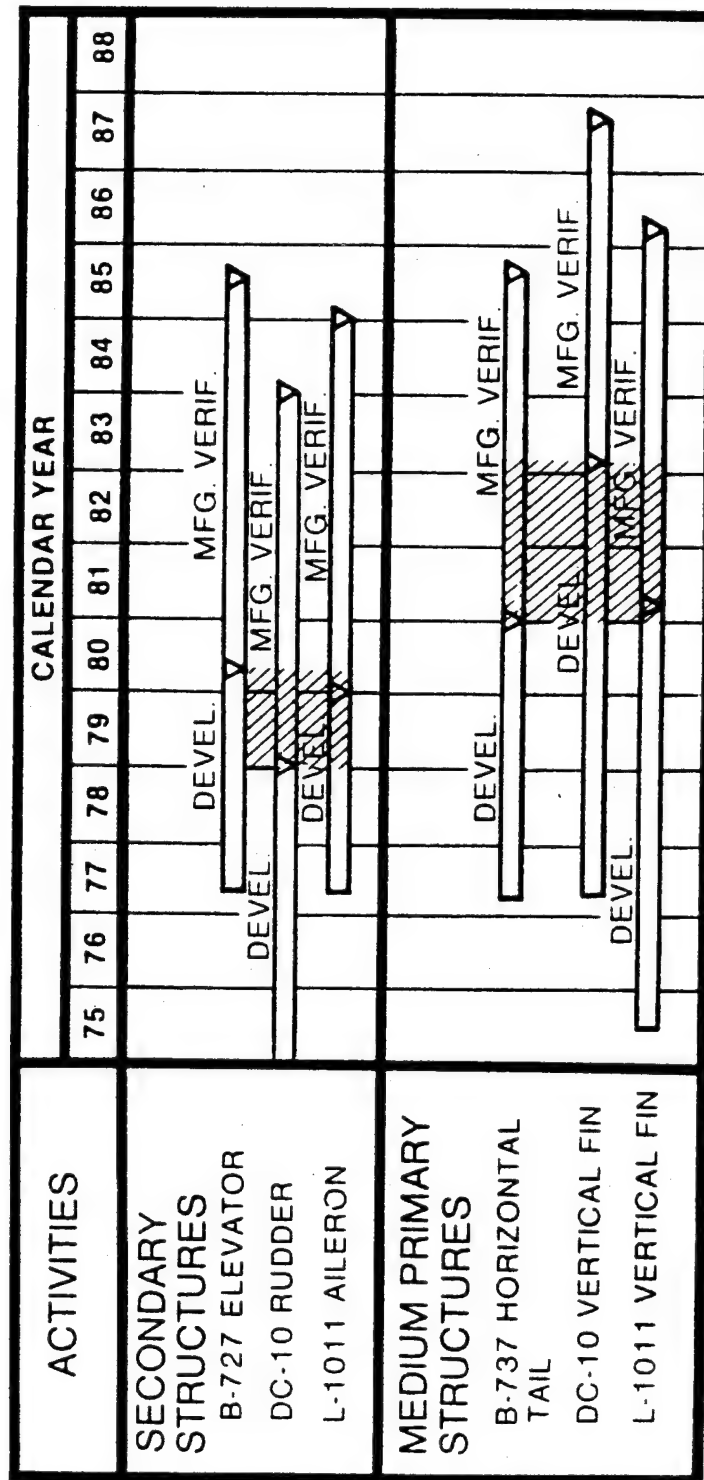 ACTIVITIES
CALENDAR YEAR
75 76 77 78 79 80 81 82 83 84 85 86 87 88
SECONDARY
STRUCTURES
B-727 ELEVATOR
DEVEL. MFG. VERIF.
DC-10 RUDDER
DEVEL. MFG. VERIF.
L-1011 AILERON
DEVEL. MFG. VERIF.
MEDIUM PRIMARY
STRUCTURES
B-737 HORIZONTAL
TAIL
DEVEL. MFG. VERIF.
DC-10 VERTICAL FIN
DEVEL. MFG. VERIF.
L-1011 VERTICAL FIN
DEVEL. MFG. VERIF.